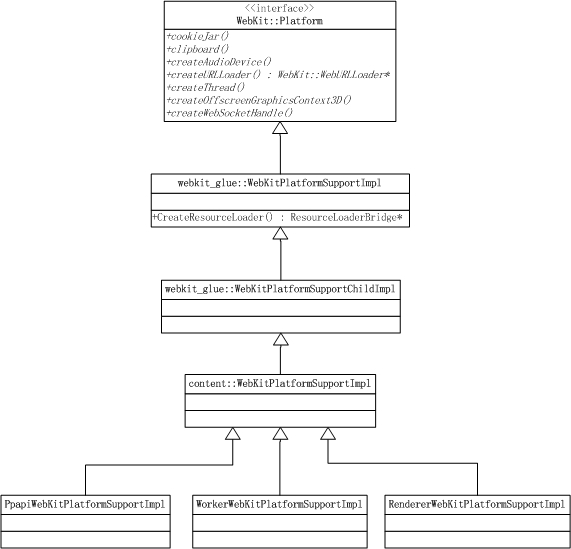 <<interface>>
WebKit::Platform
+cookieJar()
+clipboard()
+createAudioDevice()
+createURLLoader() : WebKit::WebURLLoader*
+createThread()
+createOffscreenGraphicsContext3D()
+createWebSocketHandle()
webkit_glue::WebKitPlatformSupportImpl
+CreateResourceLoader() : ResourceLoaderBridge*
webkit_glue::WebKitPlatformSupportChildImpl
content::WebKitPlatformSupportImpl
PpapiWebKitPlatformSupportImpl
WorkerWebKitPlatformSupportImpl
RendererWebKitPlatformSupportImpl